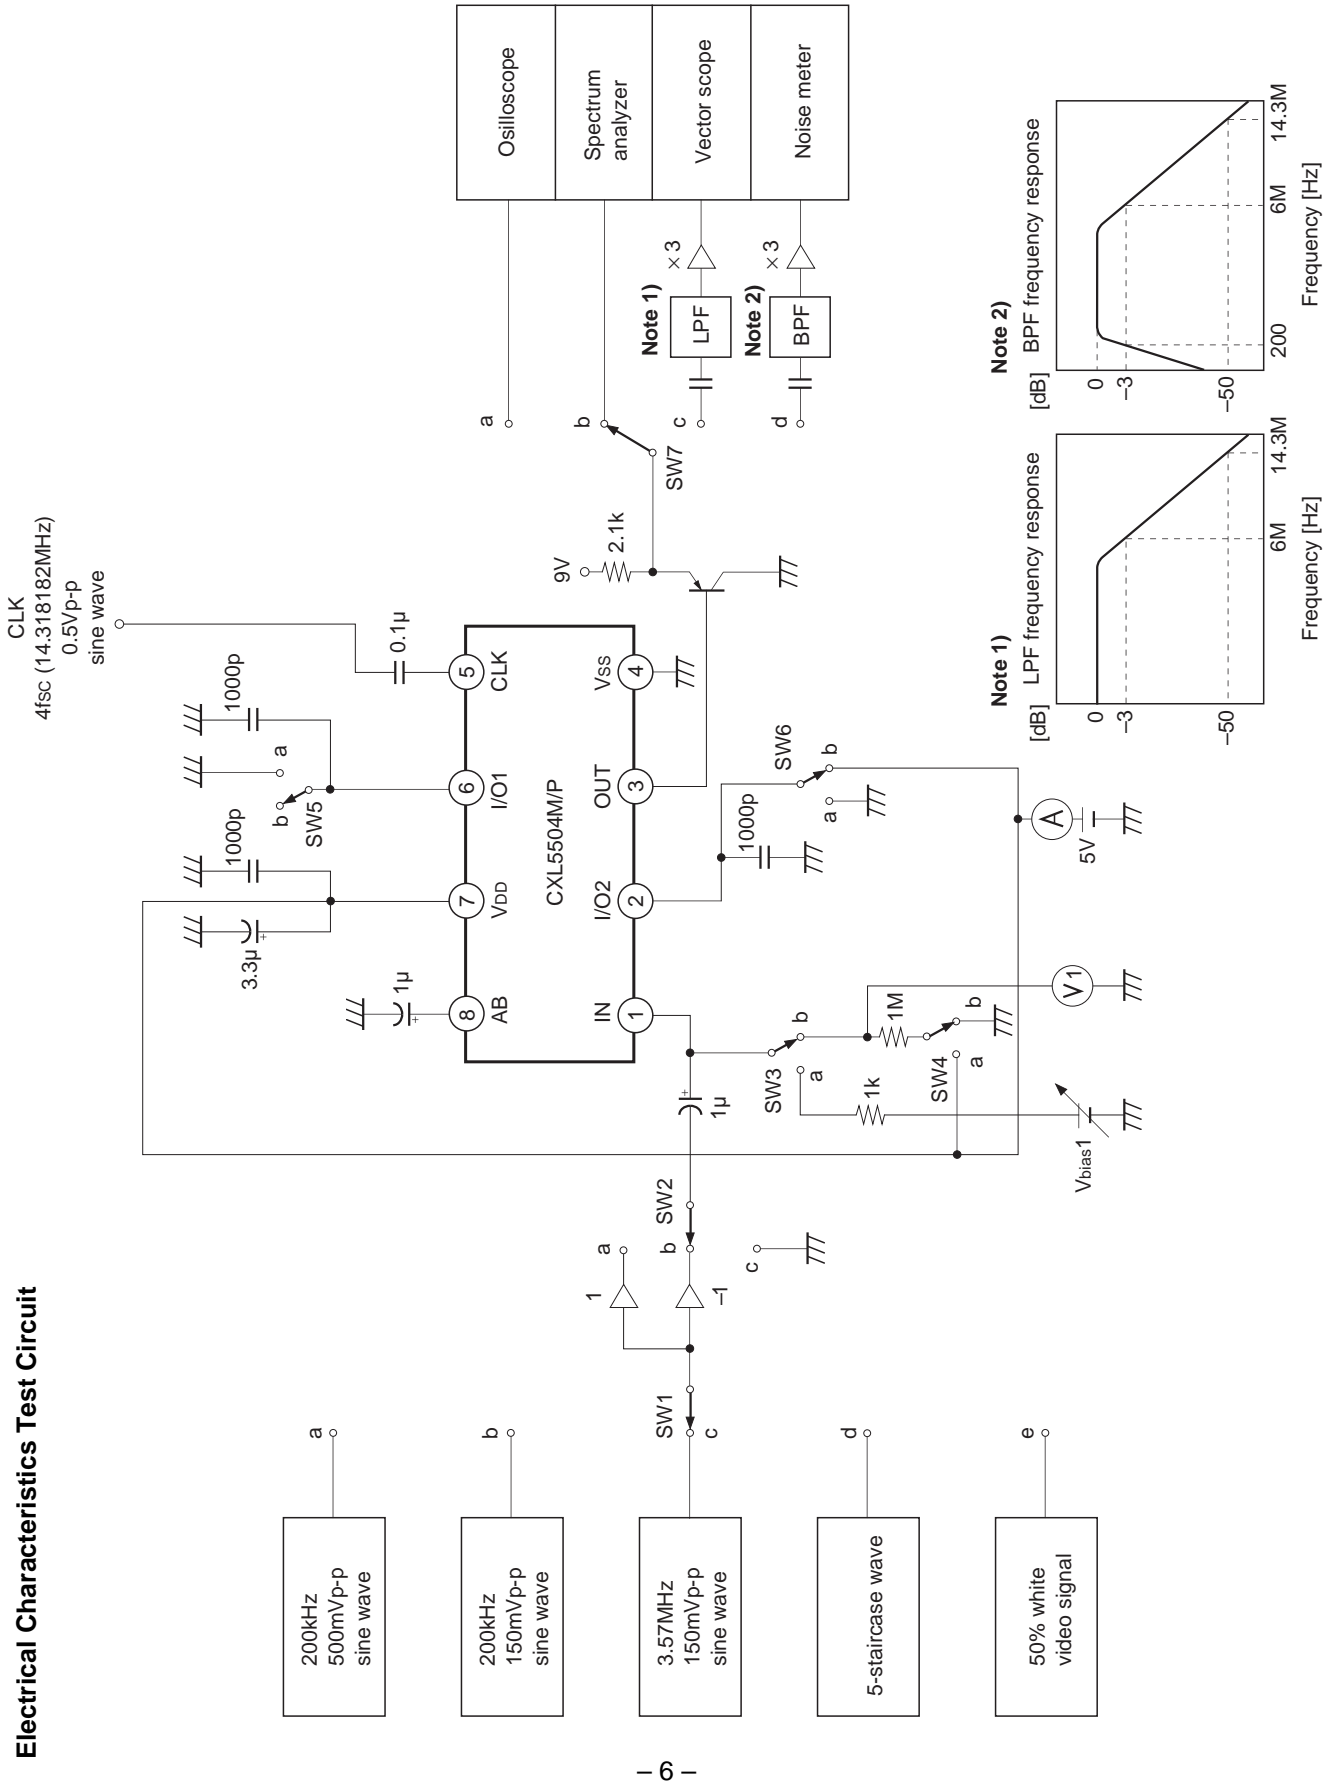 Electrical Characteristics Test Circuit
200kHz
500mVp-p
sine wave
a
200kHz
150mVp-p
sine wave
b
3.57MHz
150mVp-p
sine wave
SW1
c
5-staircase wave
d
50% white
video signal
e
1
a
–1
b
SW2
c
1µ
+
SW3
a
b
1k
1M
SW4
a
b
Vbias1
V1
A
5V
CLK
4fsc (14.3181182MHz)
0.5Vp-p
sine wave
0.1µ
1000p
a
b
SW5
1000p
3.3µ
+
1µ
+
8
AB
7
VDD
6
I/O1
5
CLK
CXL5504M/P
IN
1
I/O2
2
OUT
3
VSS
4
1000p
SW6
a
b
9V
2.1k
SW7
a
b
c
d
Note 1)
LPF
× 3
Note 2)
BPF
× 3
Osilloscope
Spectrum
analyzer
Vector scope
Noise meter
Note 1)
LPF frequency response
[dB]
0
–3
–50
6M
14.3M
Frequency [Hz]
Note 2)
BPF frequency response
[dB]
0
–3
–50
200
6M
14.3M
Frequency [Hz]
– 6 –